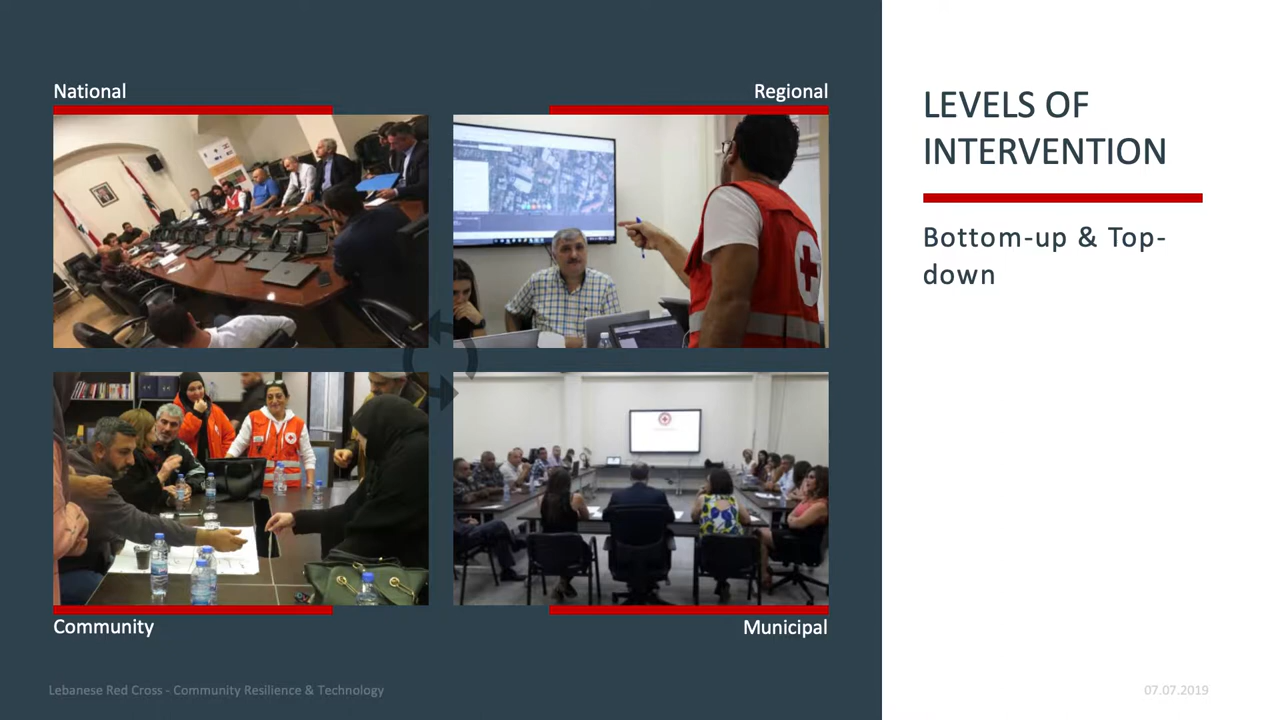 National
Regional
LEVELS OF
INTERVENTION
Bottom-up & Top-
down
Community
Municipal
Lebanese Red Cross - Community Resilience & Technology
07.07.2019